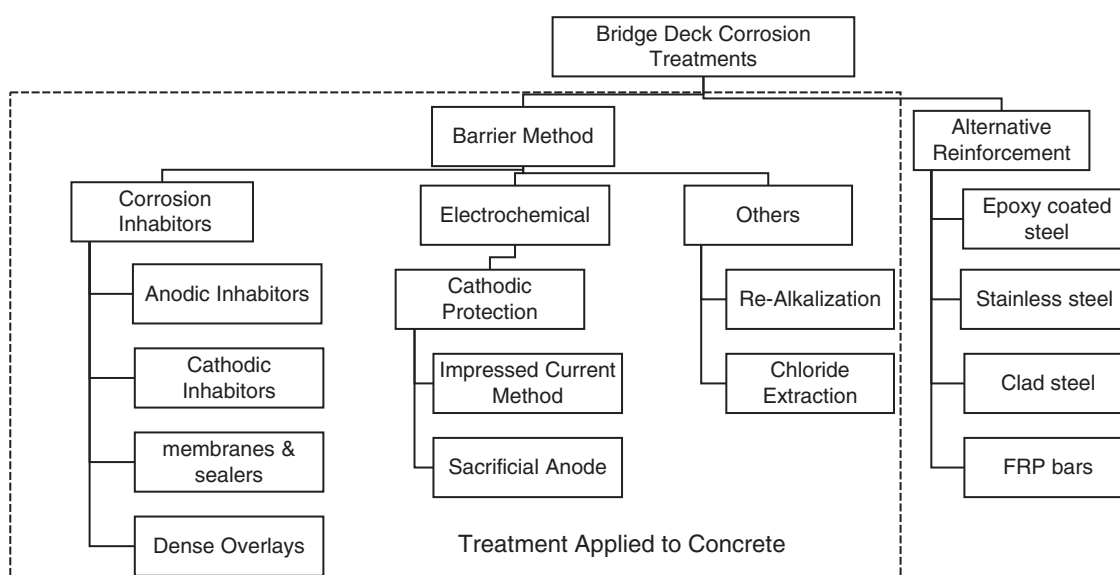 Bridge Deck Corrosion
Treatments
Barrier Method
Alternative
Reinforcement
Corrosion
Inhabitors
Electrochemical
Others
Epoxy coated
steel
Anodic Inhabitors
Cathodic
Protection
Re-Alkalization
Stainless steel
Cathodic
Inhabitors
Impressed Current
Method
Chloride
Extraction
Clad steel
membranes &
sealers
Sacrificial Anode
FRP bars
Dense Overlays
Treatment Applied to Concrete